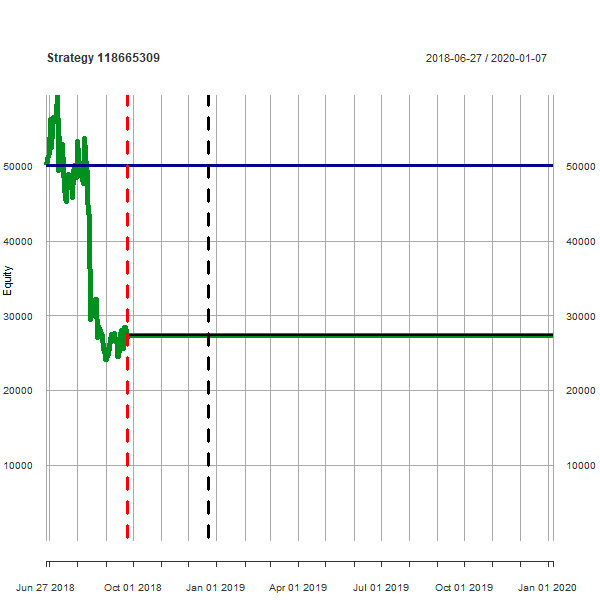 Strategy 118665309
2018-06-27 / 2020-01-07
50000
50000
40000
40000
Equity
30000
30000
20000
20000
10000
10000
Jun 27 2018
Oct 01 2018
Jan 01 2019
Apr 01 2019
Jul 01 2019
Oct 01 2019
Jan 01 2020